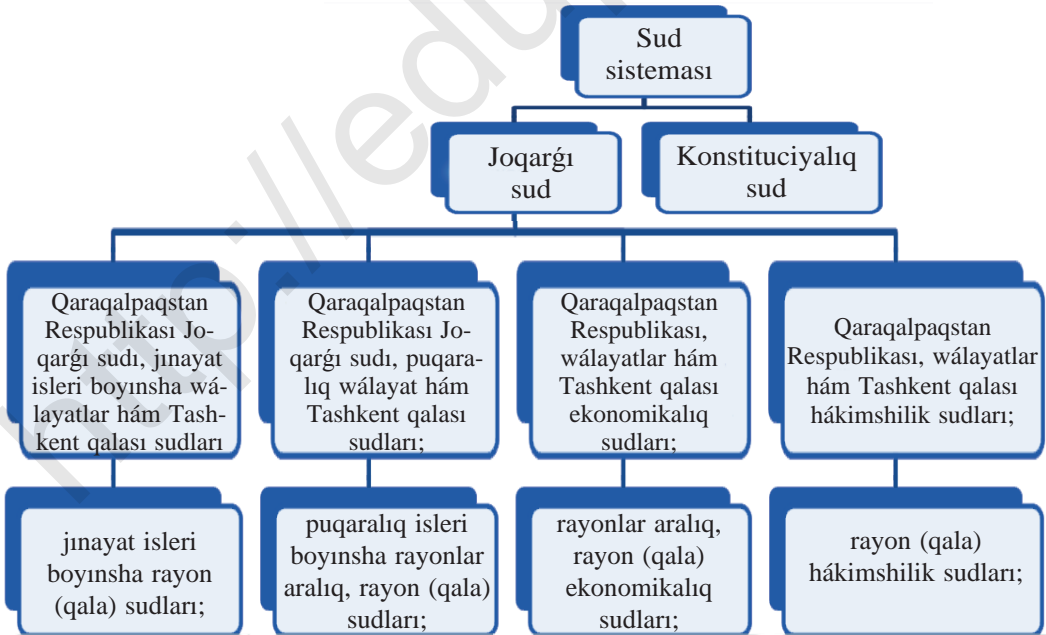 Sud
sisteması
Joqarǵı
sud
Konstituciyalıq
sud
Qaraqalpaqstan
Respublikası Jo-
qarǵı sudı, jınayat
isleri boyınsha wá-
layatlar hám Tash-
kent qalası sudları
Qaraqalpaqstan
Respublikası Jo-
qarǵı sudı, puqara-
lıq wálayat hám
Tashkent qalası
sudları;
Qaraqalpaqstan
Respublikası,
wálayatlar hám
Tashkent qalası
ekonomikalıq
sudları;
Qaraqalpaqstan
Respublikası, wálayatlar
hám Tashkent qalası
hákimshilik sudları;
jınayat isleri
boyınsha rayon
(qala) sudları;
puqaralıq isleri
boyınsha rayonlar
aralıq, rayon (qala)
sudları;
rayonlar aralıq,
rayon (qala)
ekonomikalıq
sudları;
rayon (qala)
hákimshilik sudları;
http://edu